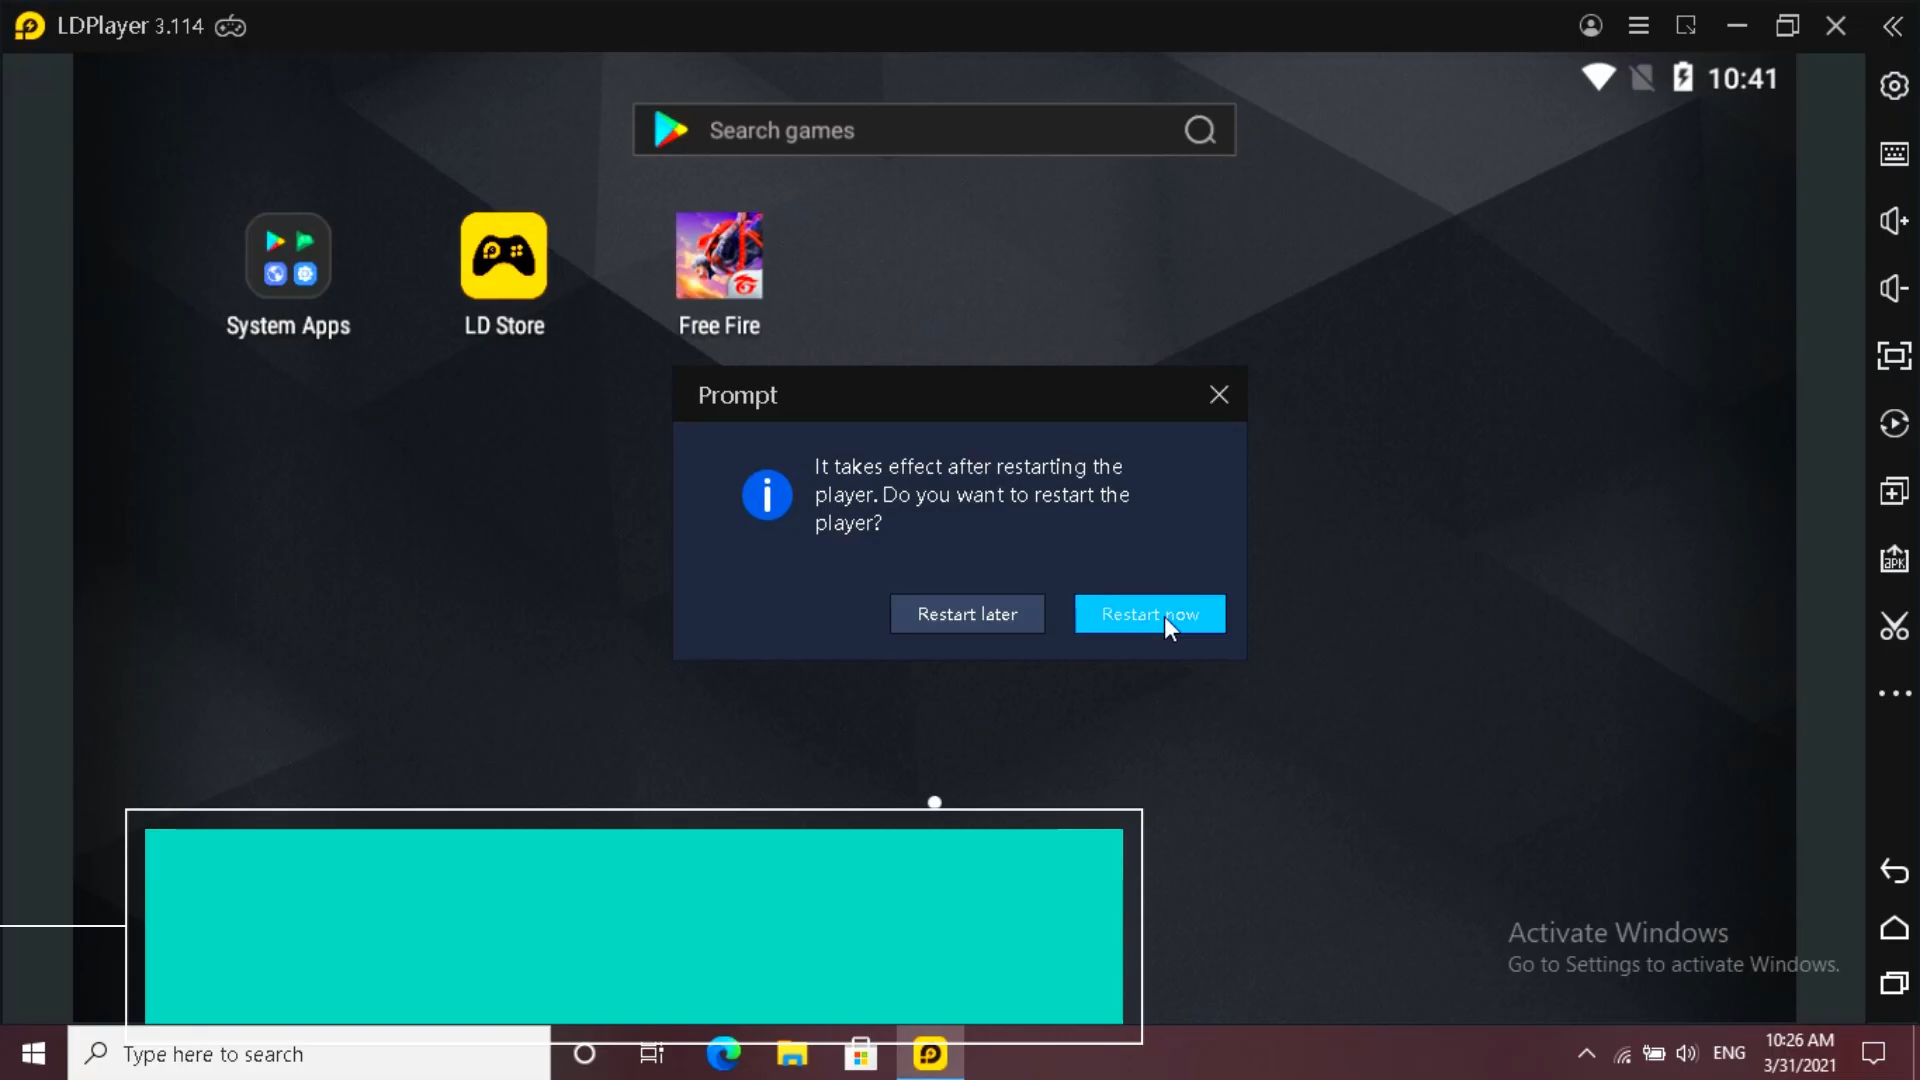 LDPlayer 3.114
10:41
Search games
System Apps
LD Store
Free Fire
Prompt
It takes effect after restarting the
player. Do you want to restart the
player?
Restart later
Restart now
APK
Activate Windows
Go to Settings to activate Windows.
Type here to search
ENG
10:26 AM
3/31/2021